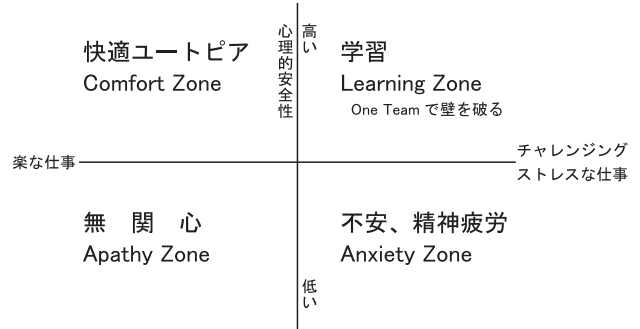 快適ユートピア
Comfort Zone
心理的安全性
高い
学習
Learning Zone
One Team で壁を破る
楽な仕事
チャレンジング
ストレスな仕事
無　関　心
Apathy Zone
不安、精神疲労
Anxiety Zone
低い